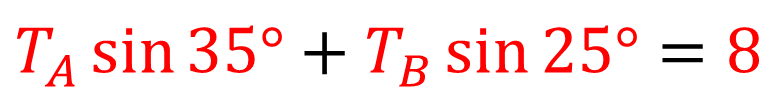 T_A sin 35° + T_B sin 25° = 8